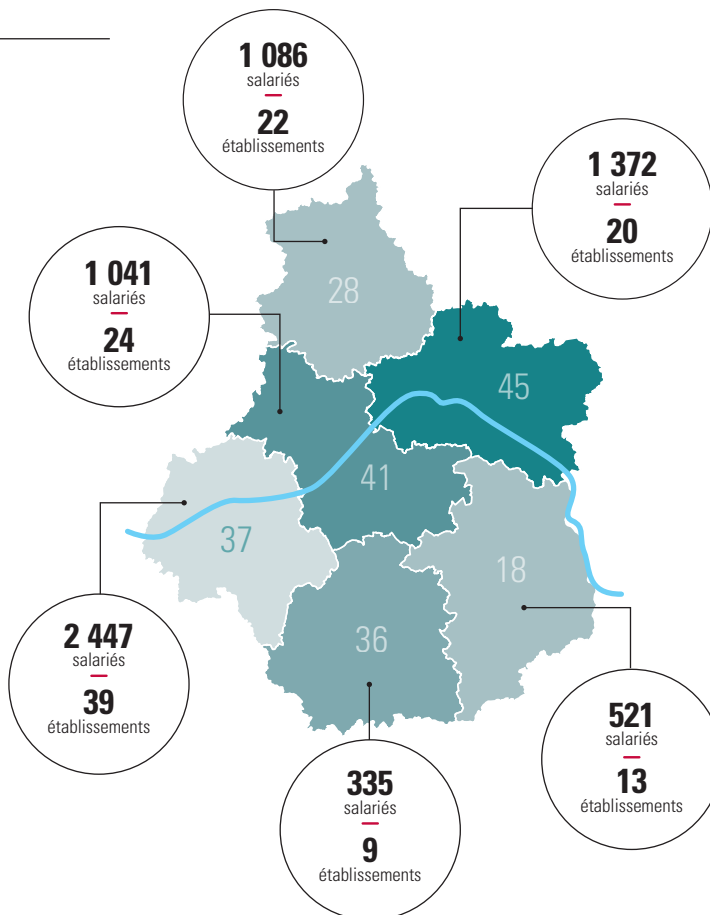 1 086
salariés
22
établissements
1 372
salariés
20
établissements
1 041
salariés
24
établissements
28
45
41
37
18
36
2 447
salariés
39
établissements
521
salariés
13
établissements
335
salariés
9
établissements